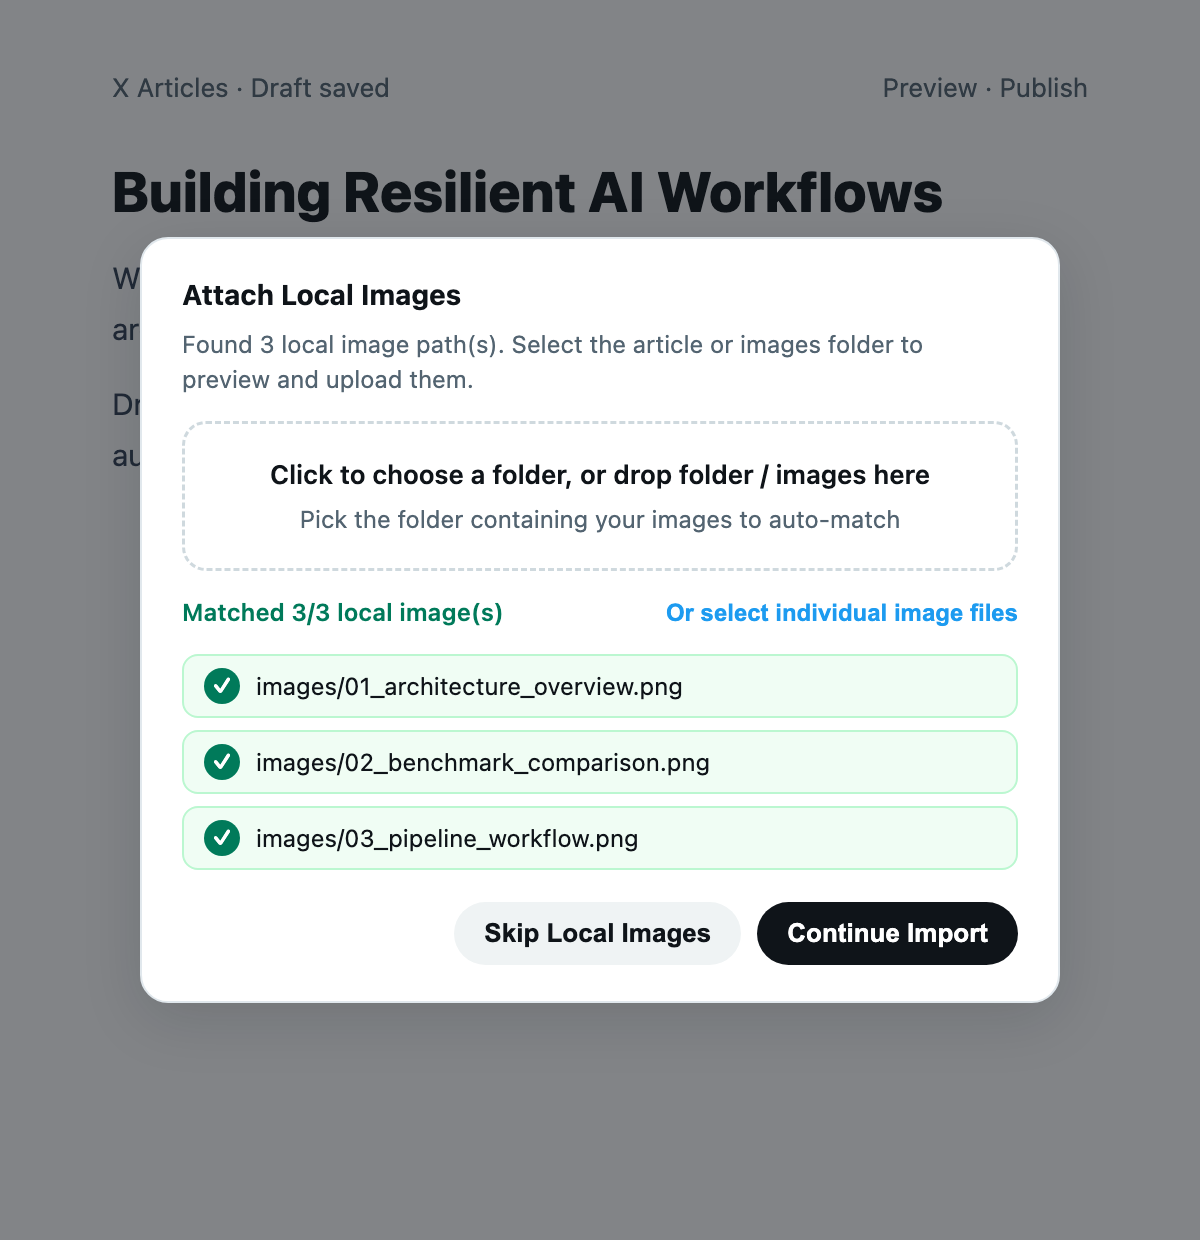 X Articles · Draft saved
Preview · Publish
Building Resilient AI Workflows
Attach Local Images
Found 3 local image path(s). Select the article or images folder to
preview and upload them.
Click to choose a folder, or drop folder / images here
Pick the folder containing your images to auto-match
Matched 3/3 local image(s)
Or select individual image files
images/01_architecture_overview.png
images/02_benchmark_comparison.png
images/03_pipeline_workflow.png
Skip Local Images
Continue Import